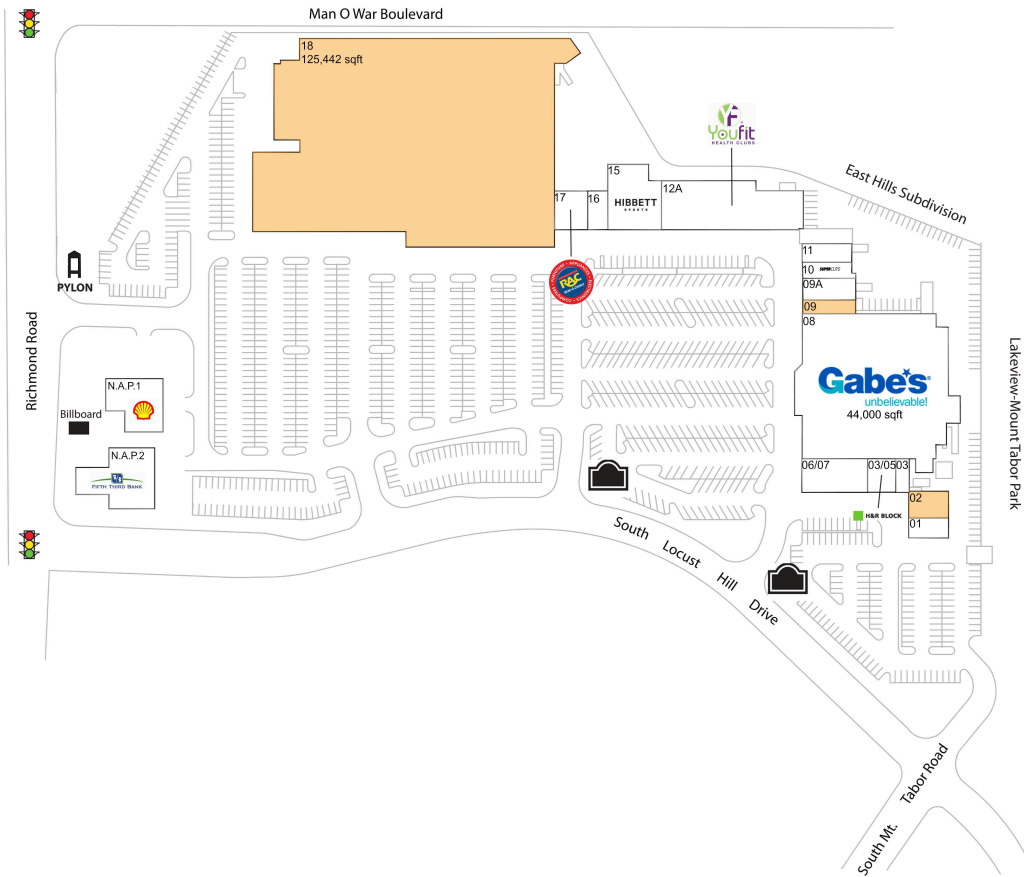 Man O War Boulevard
18
125,442 sqft
YF
Youfit
HEALTH CLUBS
15
East Hills Subdivision
17
16
HIBBETT
SPORTS
12A
11
10
SUPERCUTS
09A
09
08
RAC
PYLON
Richmond Road
Lakeview-Mount Tabor Park
Gabe's
unbelievable!
44,000 sqft
N.A.P.1
Billboard
N.A.P.2
FIFTH THIRD BANK
06/07
03/05
03
02
H&R BLOCK
01
South Locust Hill Drive
South Mt. Tabor Road